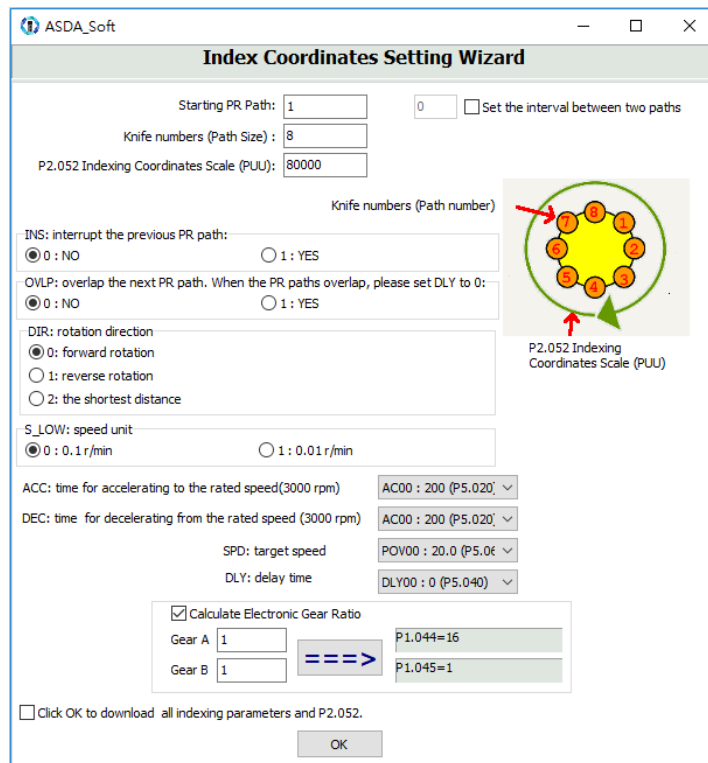 ASDA_Soft
Index Coordinates Setting Wizard
Starting PR Path: 1 0 Set the interval between two paths
Knife numbers (Path Size) : 8
P2.052 Indexing Coordinates Scale (PUU): 80000
Knife numbers (Path number)
8
7 1
6 2
5 3
4
P2.052 Indexing
Coordinates Scale (PUU)
INS: interrupt the previous PR path:
0 : NO 1 : YES
OVLP: overlap the next PR path. When the PR paths overlap, please set DLY to 0:
0 : NO 1 : YES
DIR: rotation direction
0: forward rotation
1: reverse rotation
2: the shortest distance
S_LOW: speed unit
0 : 0.1 r/min 1 : 0.01 r/min
ACC: time for accelerating to the rated speed(3000 rpm) AC00 : 200 (P5.020)
DEC: time for decelerating from the rated speed (3000 rpm) AC00 : 200 (P5.020)
SPD: target speed POV00 : 20.0 (P5.06
DLY: delay time DLY00 : 0 (P5.040)
Calculate Electronic Gear Ratio
Gear A 1 ===> P1.044=16
Gear B 1 P1.045=1
Click OK to download all indexing parameters and P2.052.
OK